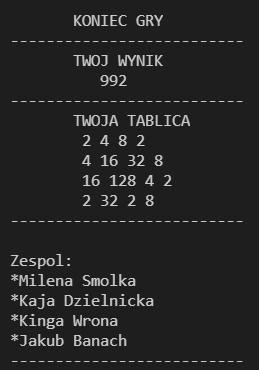 KONIEC GRY
--------------------------
TWOJ WYNIK
992
--------------------------
TWOJA TABLICA
2 4 8 2
4 16 32 8
16 128 4 2
2 32 2 8
--------------------------
Zespol:
*Milena Smolka
*Kaja Dzielnicka
*Kinga Wrona
*Jakub Banach
--------------------------